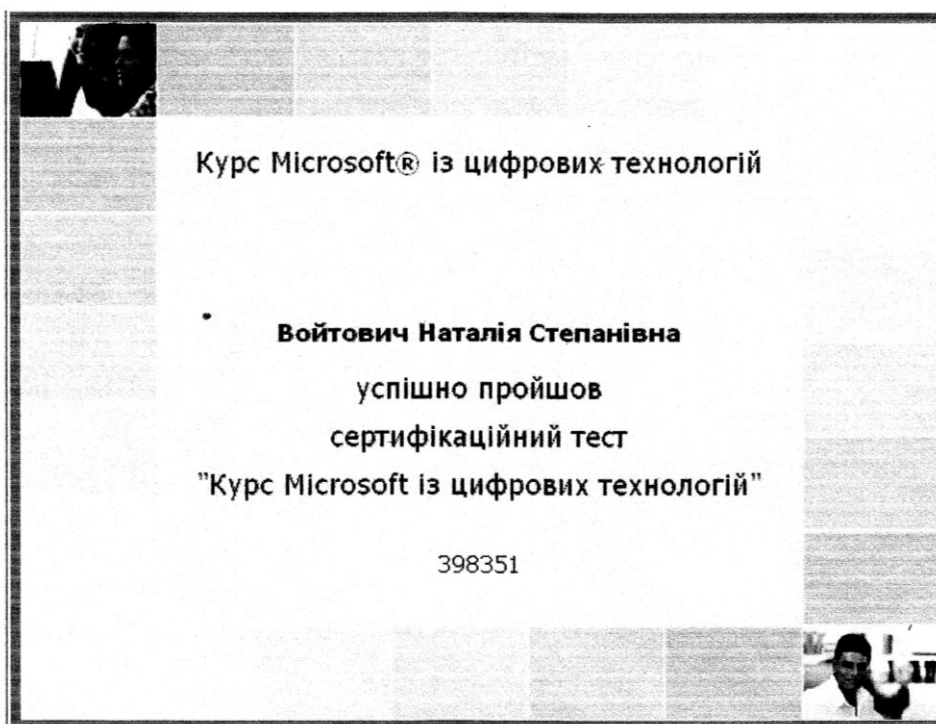 Курс Microsoft® із цифрових технологій
Войтович Наталія Степанівна
успішно пройшов
сертифікаційний тест
"Курс Microsoft із цифрових технологій"
398351